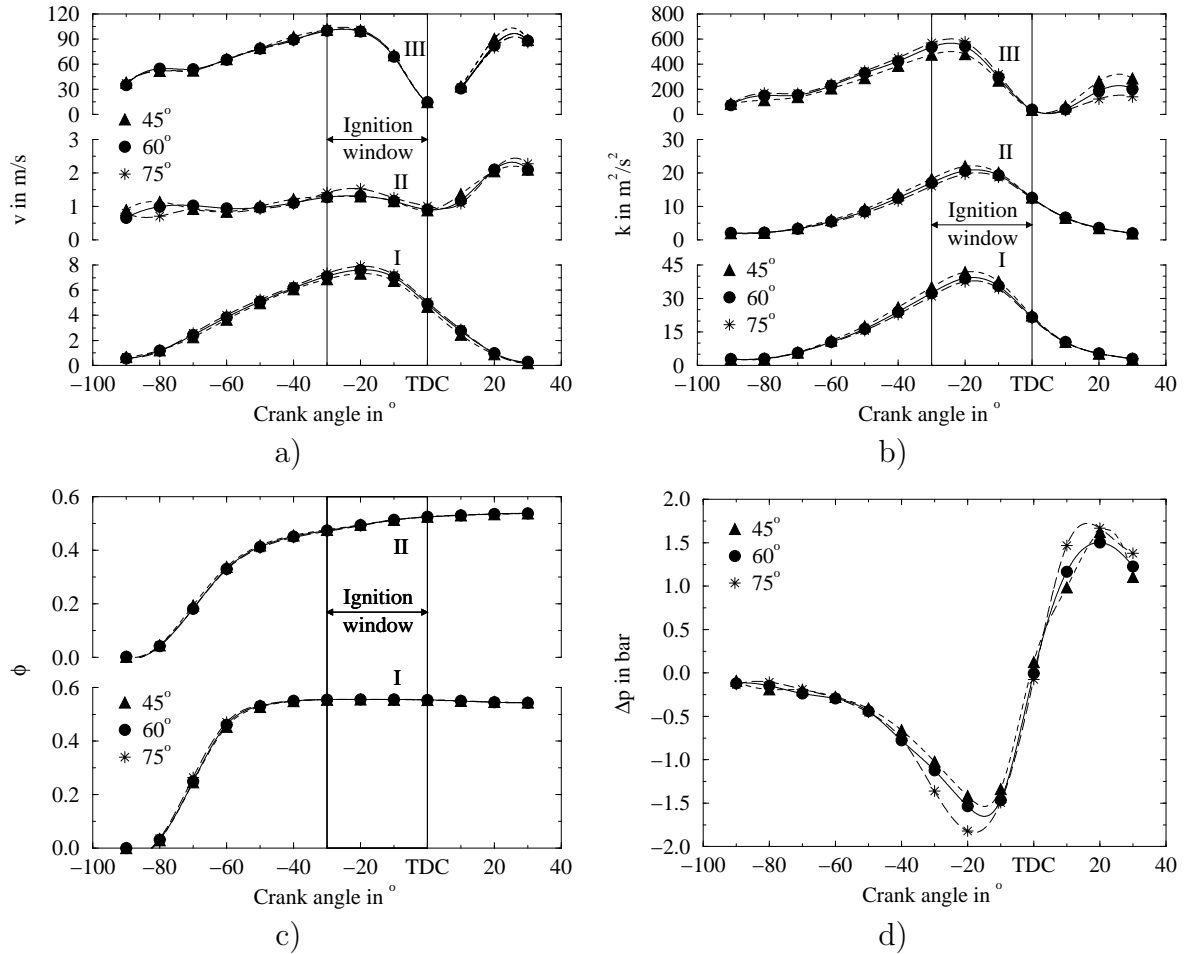 120
90
60
30
0
III
45°
60°
75°
Ignition
window
3
2
1
0
II
v in m/s
8
6
4
2
0
I
−100 −80 −60 −40 −20 TDC 20 40
Crank angle in °
a)
800
600
400
200
0
III
45°
60°
75°
30
20
10
0
II
Ignition
window
k in m²/s²
45
30
15
0
I
45°
60°
75°
−100 −80 −60 −40 −20 TDC 20 40
Crank angle in °
b)
0.6
0.4
0.2
0.0
II
Ignition
window
ϕ
0.6
0.4
0.2
0.0
I
45°
60°
75°
−100 −80 −60 −40 −20 TDC 20 40
Crank angle in °
c)
2.0
1.5
1.0
0.5
0.0
−0.5
−1.0
−1.5
−2.0
45°
60°
75°
Δp in bar
−100 −80 −60 −40 −20 TDC 20 40
Crank angle in °
d)